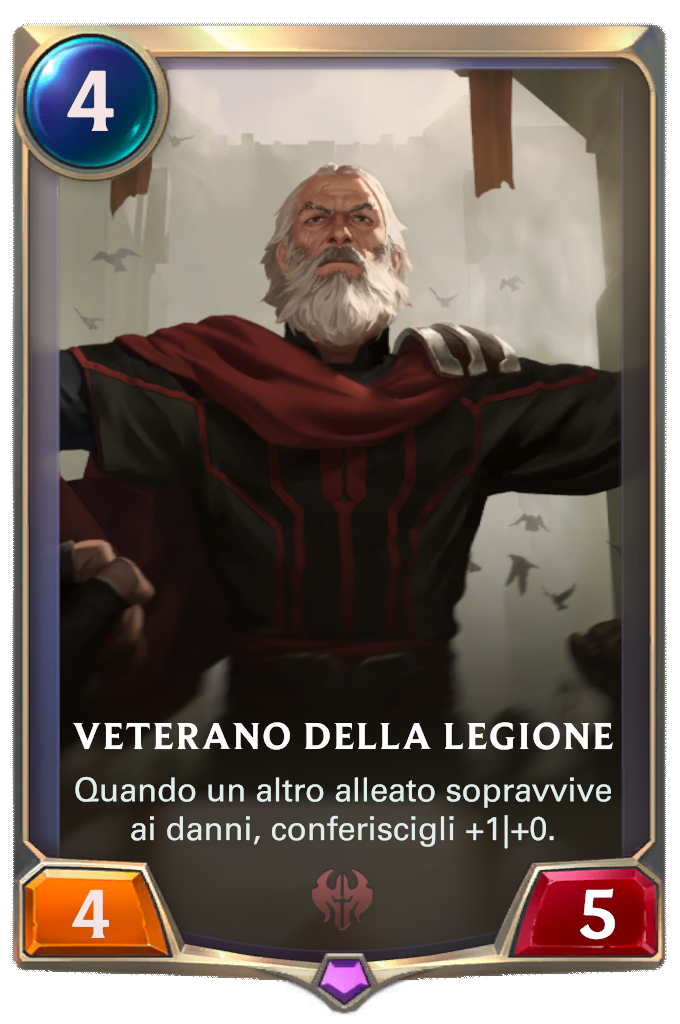 4
VETERANO DELLA LEGIONE
Quando un altro alleato sopravvive
ai danni, conferiscigli +1|+0.
4
5